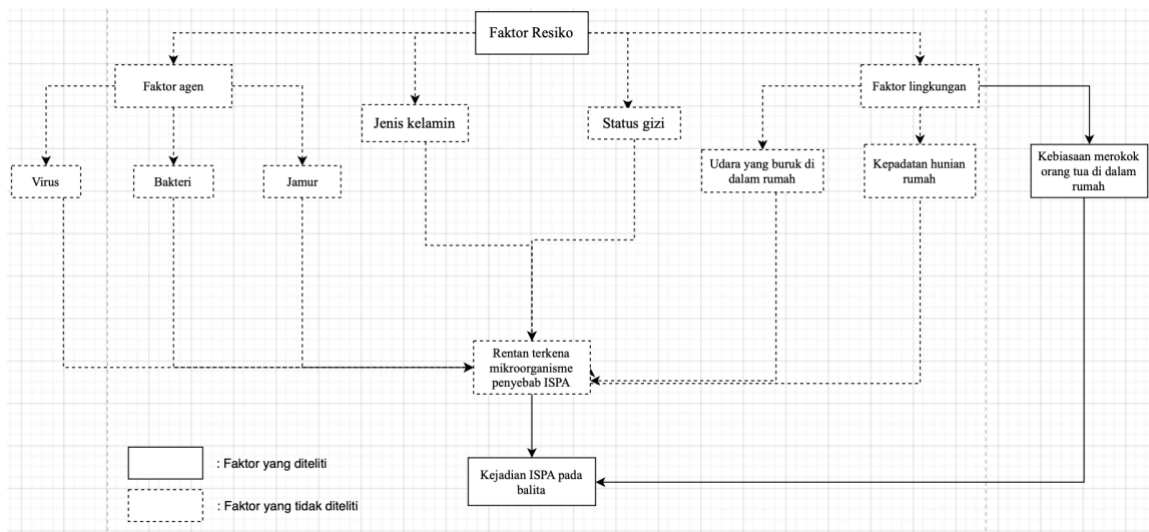 Faktor Resiko
Faktor agen
Faktor lingkungan
Jenis kelamin
Status gizi
Virus
Bakteri
Jamur
Udara yang buruk di
dalam rumah
Kepadatan hunian
rumah
Kebiasaan merokok
orang tua di dalam
rumah
Rentan terkena
mikroorganisme
penyebab ISPA
Kejadian ISPA pada
balita
: Faktor yang diteliti
: Faktor yang tidak diteliti